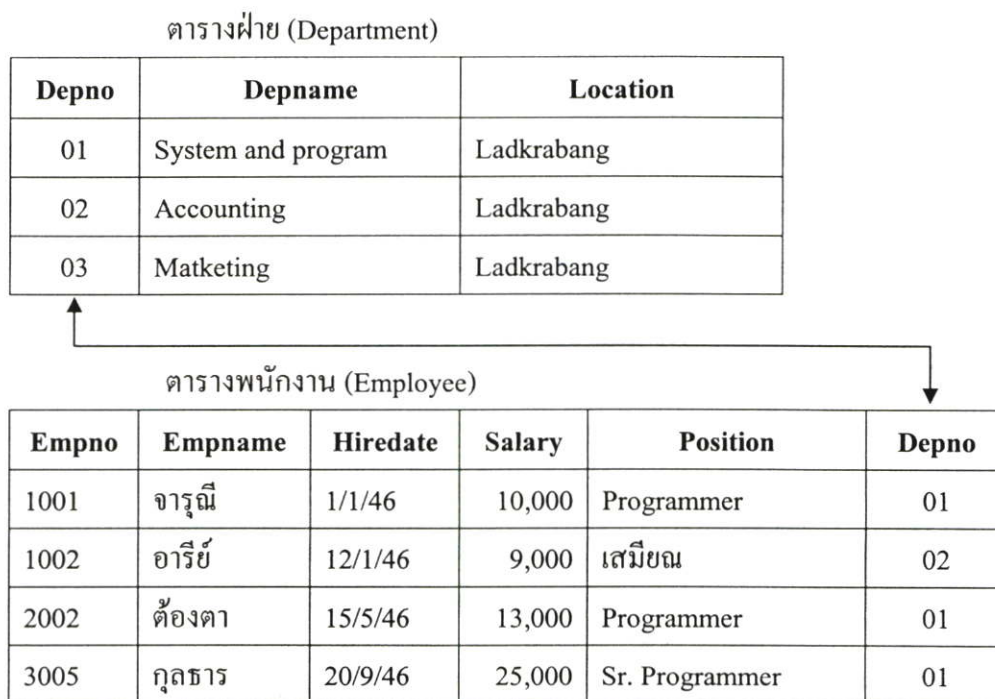 ตารางฝ่าย (Department)
Depno Depname Location
01 System and program Ladkrabang
02 Accounting Ladkrabang
03 Matketing Ladkrabang
ตารางพนักงาน (Employee)
Empno Empname Hiredate Salary Position Depno
1001 จารุณี 1/1/46 10,000 Programmer 01
1002 อารีย์ 12/1/46 9,000 เสมียณ 02
2002 ต้องตา 15/5/46 13,000 Programmer 01
3005 กุลธาร 20/9/46 25,000 Sr. Programmer 01